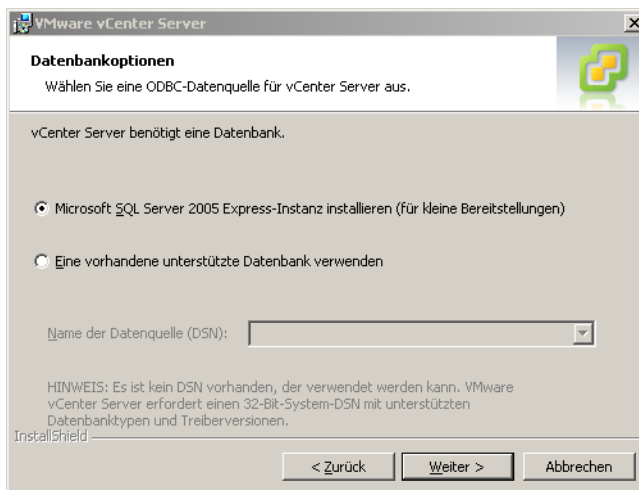 VMware vCenter Server
Datenbankoptionen
Wählen Sie eine ODBC-Datenquelle für vCenter Server aus.
vCenter Server benötigt eine Datenbank.
Microsoft SQL Server 2005 Express-Instanz installieren (für kleine Bereitstellungen)
Eine vorhandene unterstützte Datenbank verwenden
Name der Datenquelle (DSN):
HINWEIS: Es ist kein DSN vorhanden, der verwendet werden kann. VMware
vCenter Server erfordert einen 32-Bit-System-DSN mit unterstützten
Datenbanktypen und Treiberversionen.
InstallShield
< Zurück
Weiter >
Abbrechen